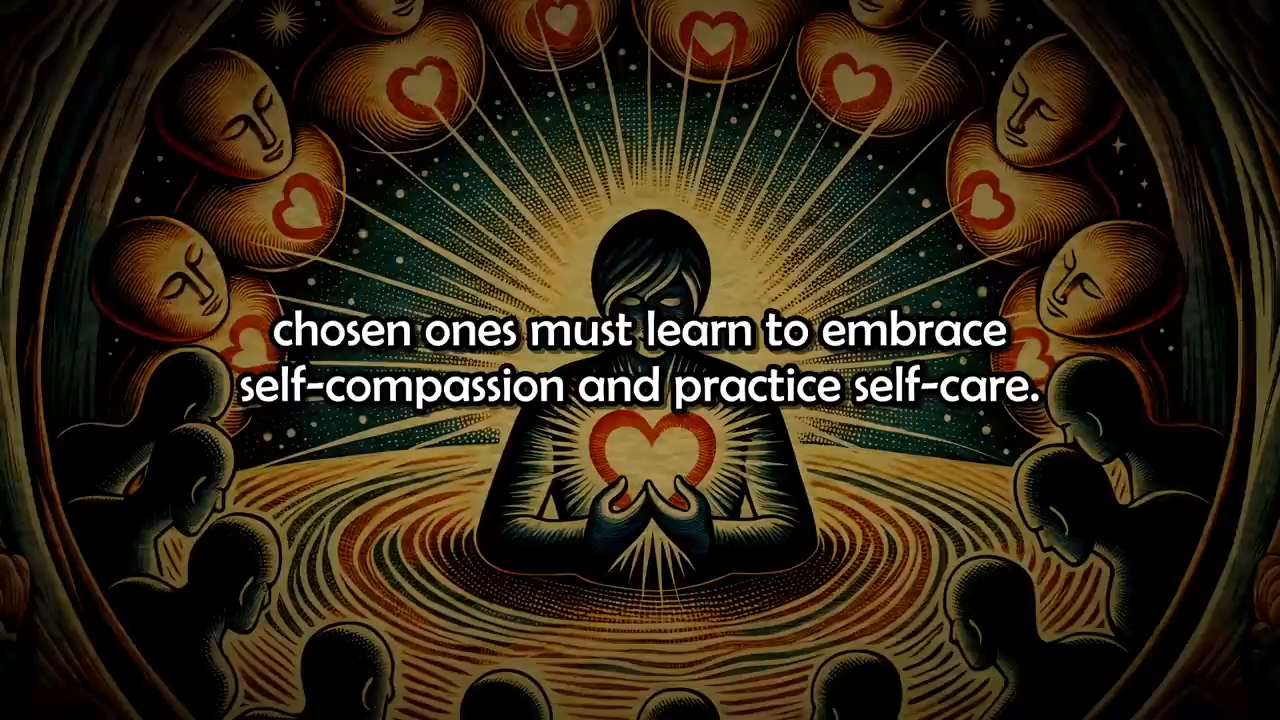 chosen ones must learn to embrace
self-compassion and practice self-care.